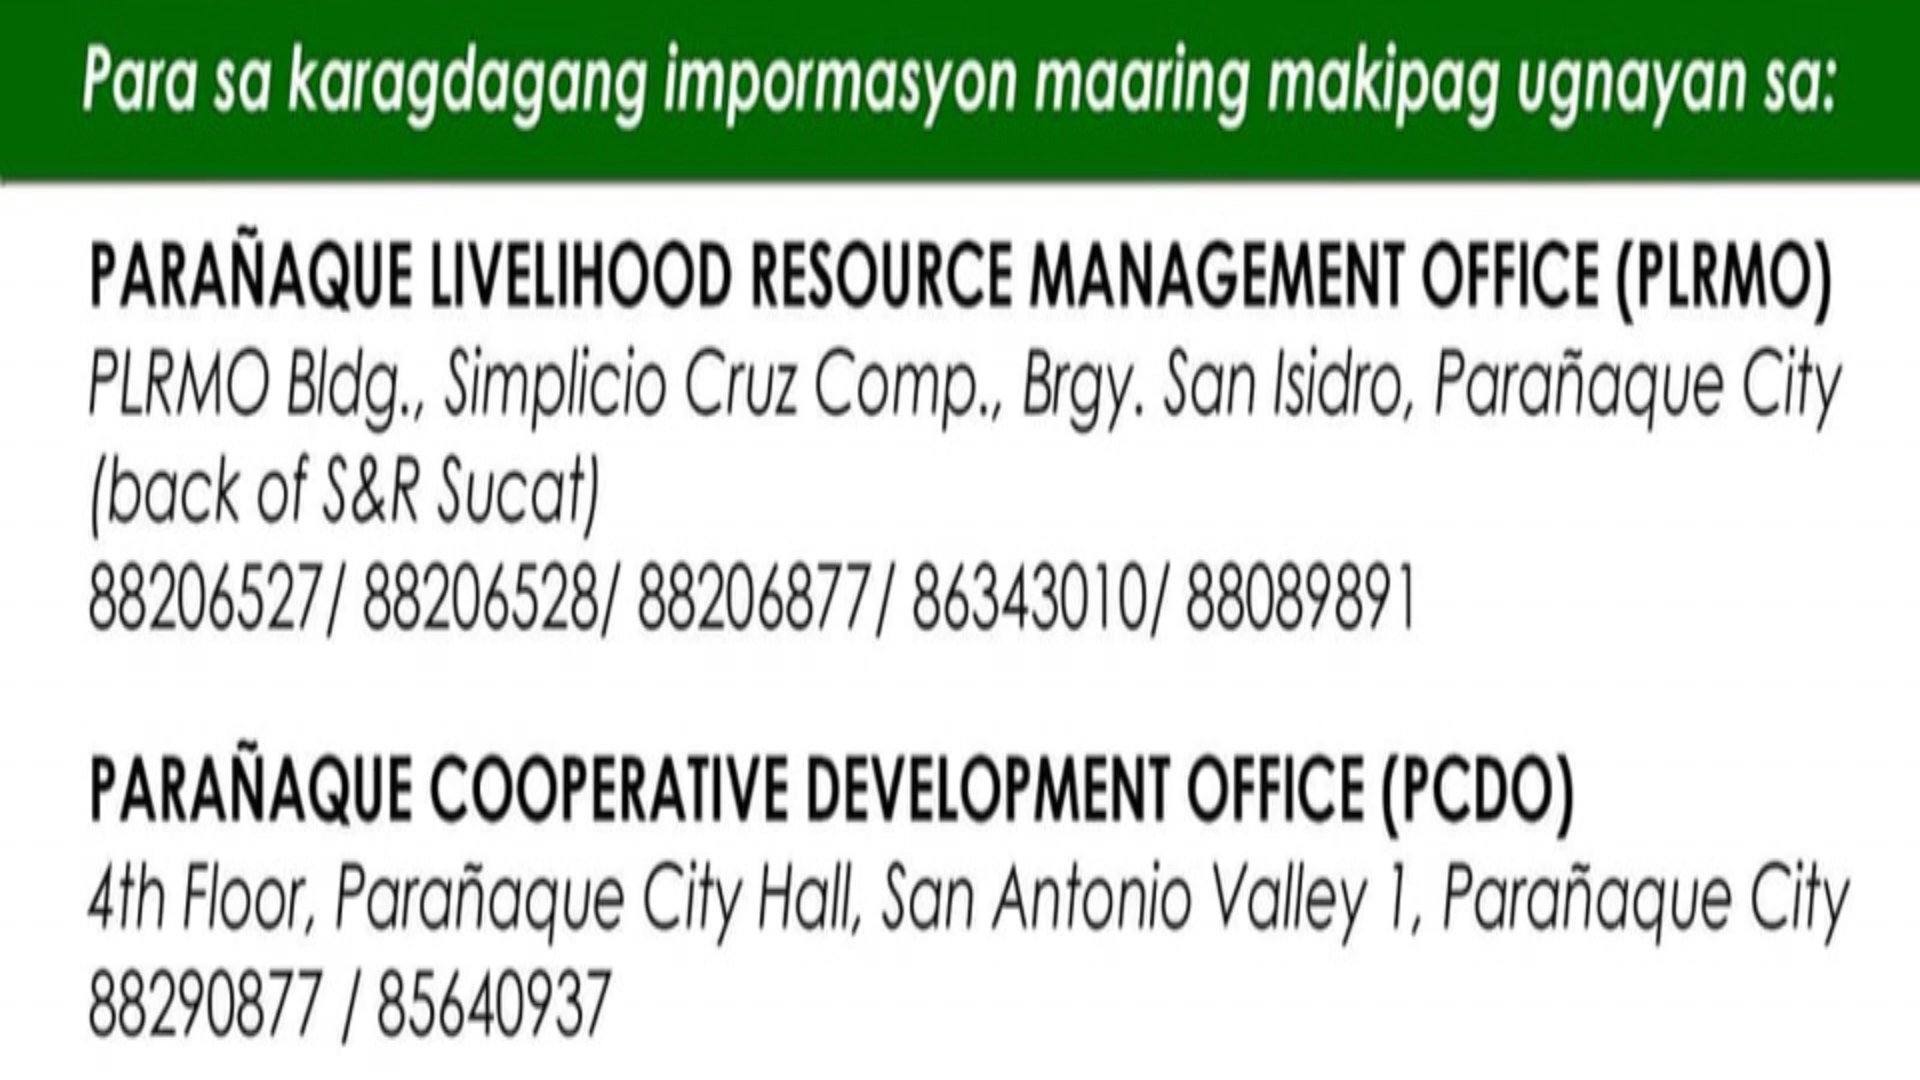 Para sa karagdagang impormasyon maaring makipag ugnayan sa:
PARAÑAQUE LIVELIHOOD RESOURCE MANAGEMENT OFFICE (PLRMO)
PLRMO Bldg., Simplicio Cruz Comp., Brgy. San Isidro, Parañaque City
(back of S&R Sucat)
88206527/ 88206528/ 88206877/ 86343010/ 88089891
PARAÑAQUE COOPERATIVE DEVELOPMENT OFFICE (PCDO)
4th Floor, Parañaque City Hall, San Antonio Valley 1, Parañaque City
88290877 / 85640937